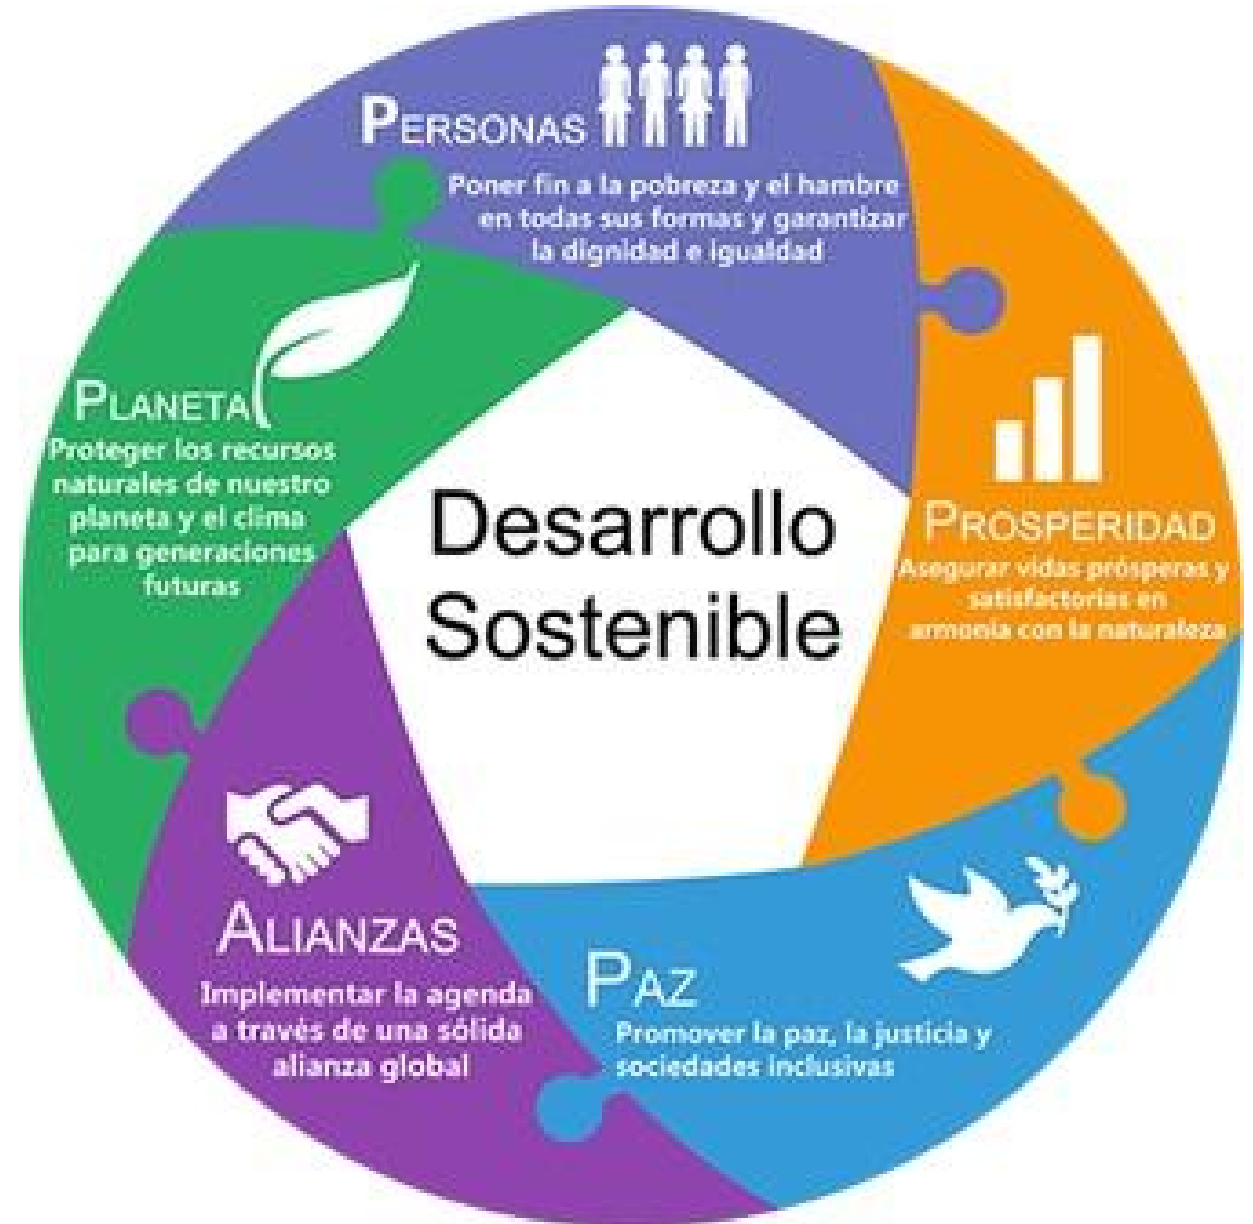 PERSONAS
Poner fin a la pobreza y el hambre
en todas sus formas y garantizar
la dignidad e igualdad
PLANETA
Proteger los recursos
naturales de nuestro
planeta y el clima
para generaciones
futuras
Desarrollo
Sostenible
PROSPERIDAD
Asegurar vidas prósperas y
satisfactorias en
armonía con la naturaleza
ALIANZAS
Implementar la agenda
a través de una sólida
alianza global
PAZ
Promover la paz, la justicia y
sociedades inclusivas